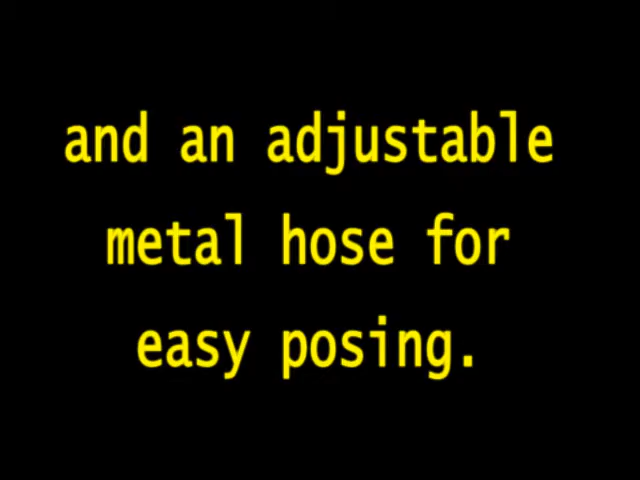 and an adjustable
metal hose for
easy posing.